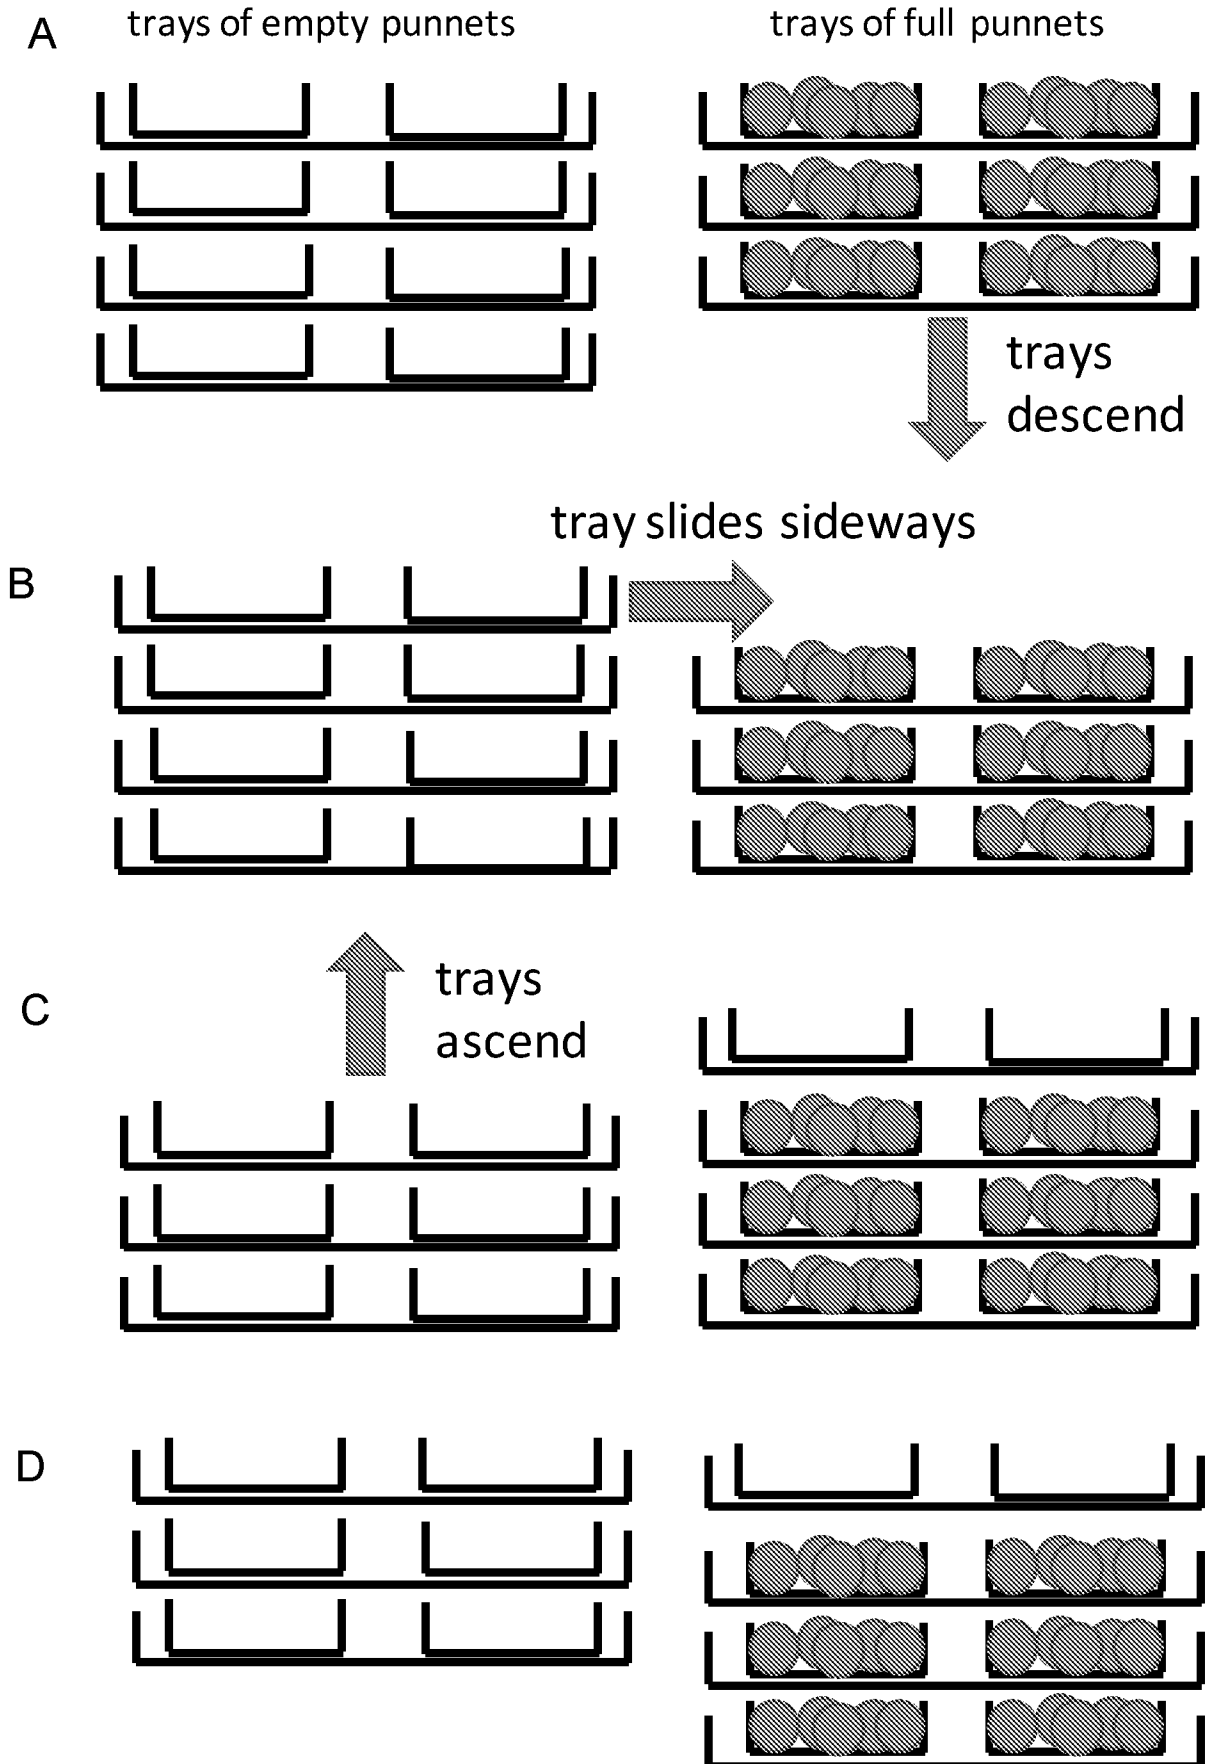 A
trays of empty punnets
trays of full punnets
trays
descend
tray slides sideways
B
trays
ascend
C
D